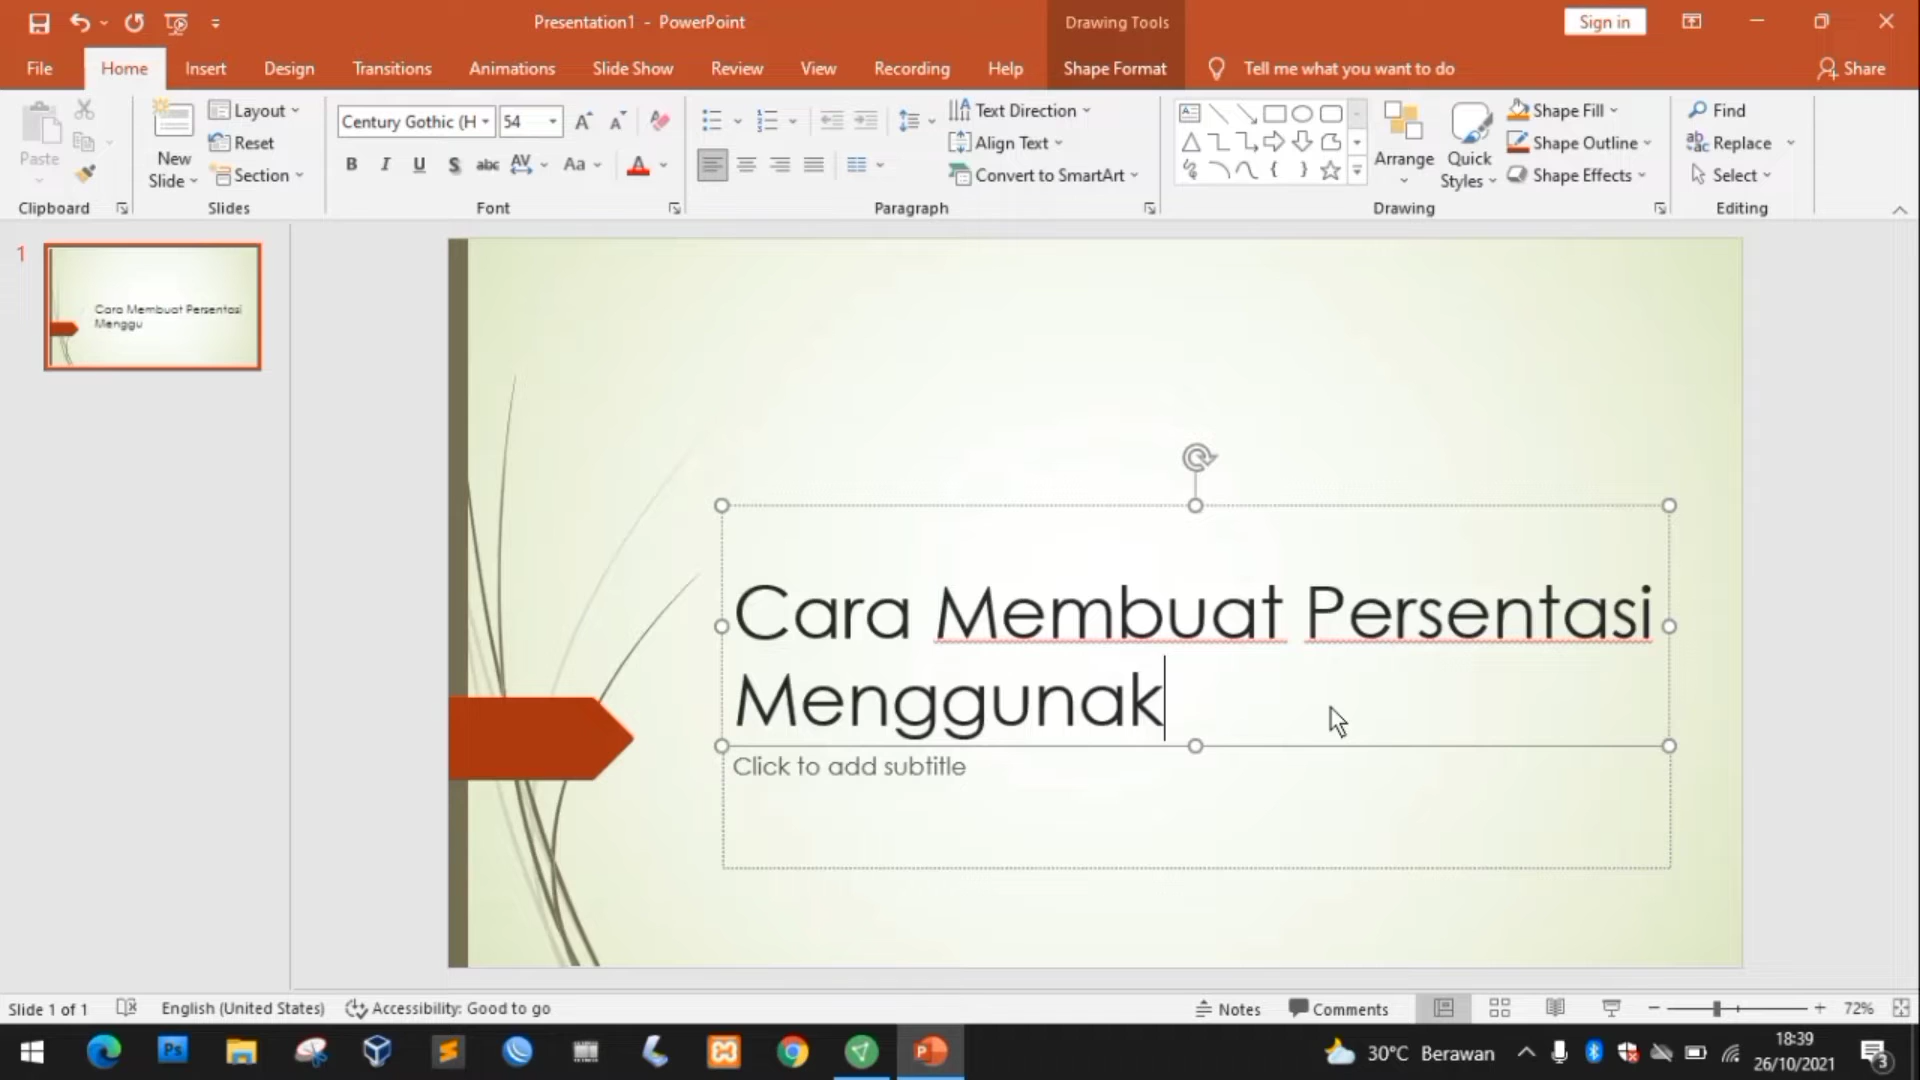 Presentation1 - PowerPoint
Drawing Tools
Sign in
File Home Insert Design Transitions Animations Slide Show Review View Recording Help Shape Format Tell me what you want to do Share
Paste
New Slide
Layout
Reset
Section
Century Gothic (H 54
B I U S abc AV Aa A
Text Direction
Align Text
Convert to SmartArt
Arrange
Quick Styles
Shape Fill
Shape Outline
Shape Effects
Find
Replace
Select
Clipboard Slides Font Paragraph Drawing Editing
1
Cara Membuat Persentasi
Menggu
Cara Membuat Persentasi
Menggunak
Click to add subtitle
Slide 1 of 1 English (United States) Accessibility: Good to go Notes Comments 72%
Ps
30°C Berawan
18:39
26/10/2021
3